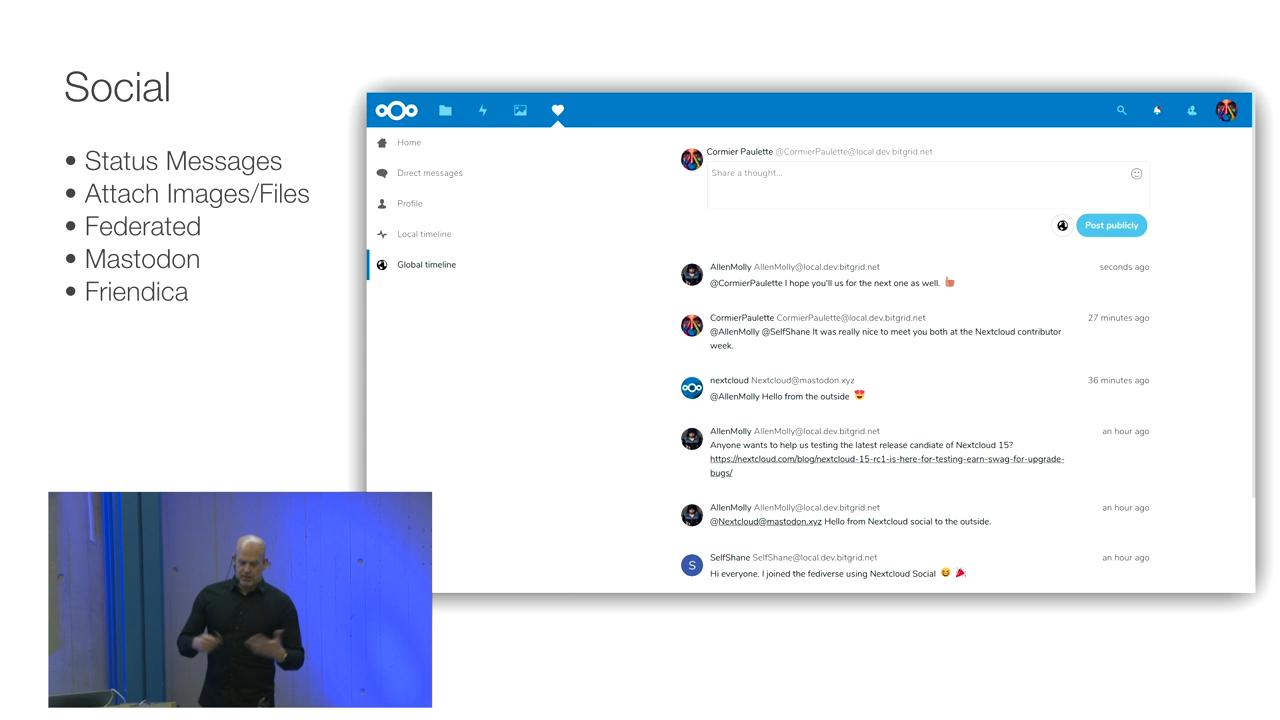 Social
• Status Messages
• Attach Images/Files
• Federated
• Mastodon
• Friendica
Home
Direct messages
Profile
Local timeline
Global timeline
Cormier Paulette @CormierPaulette@local.dev.bitgrid.net
Share a thought...
Post publicly
AllenMolly AllenMolly@local.dev.bitgrid.net seconds ago
@CormierPaulette I hope you'll us for the next one as well. 👍
CormierPaulette CormierPaulette@local.dev.bitgrid.net 27 minutes ago
@AllenMolly @SelfShane It was really nice to meet you both at the Nextcloud contributor
week.
nextcloud Nextcloud@mastodon.xyz 36 minutes ago
@AllenMolly Hello from the outside 😍
AllenMolly AllenMolly@local.dev.bitgrid.net an hour ago
Anyone wants to help us testing the latest release candiate of Nextcloud 15?
https://nextcloud.com/blog/nextcloud-15-rc1-is-here-for-testing-earn-swag-for-upgrade-
bugs/
AllenMolly AllenMolly@local.dev.bitgrid.net an hour ago
@Nextcloud@mastodon.xyz Hello from Nextcloud social to the outside.
S
SelfShane SelfShane@local.dev.bitgrid.net an hour ago
Hi everyone. I joined the fediverse using Nextcloud Social 😄 🎉